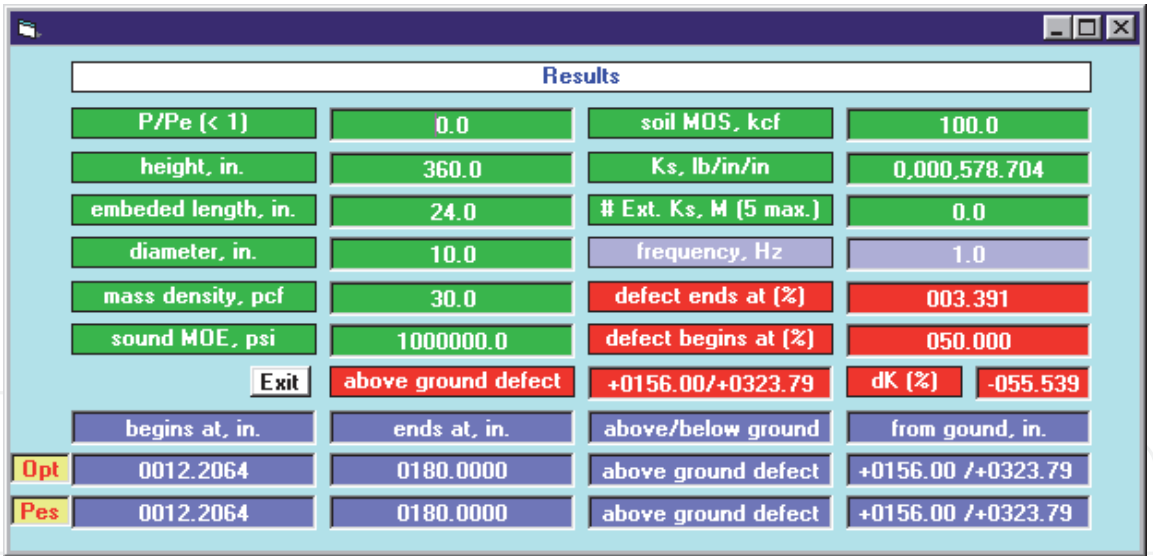 Results
P/Pe (< 1) 0.0 soil MOS, kcf 100.0
height, in. 360.0 Ks, lb/in/in 0,000,578.704
embeded length, in. 24.0 # Ext. Ks, M (5 max.) 0.0
diameter, in. 10.0 frequency, Hz 1.0
mass density, pcf 30.0 defect ends at (%) 003.391
sound MOE, psi 1000000.0 defect begins at (%) 050.000
Exit above ground defect +0156.00/+0323.79 dK (%) -055.539
begins at, in. ends at, in. above/below ground from gound, in.
Opt 0012.2064 0180.0000 above ground defect +0156.00 /+0323.79
Pes 0012.2064 0180.0000 above ground defect +0156.00 /+0323.79